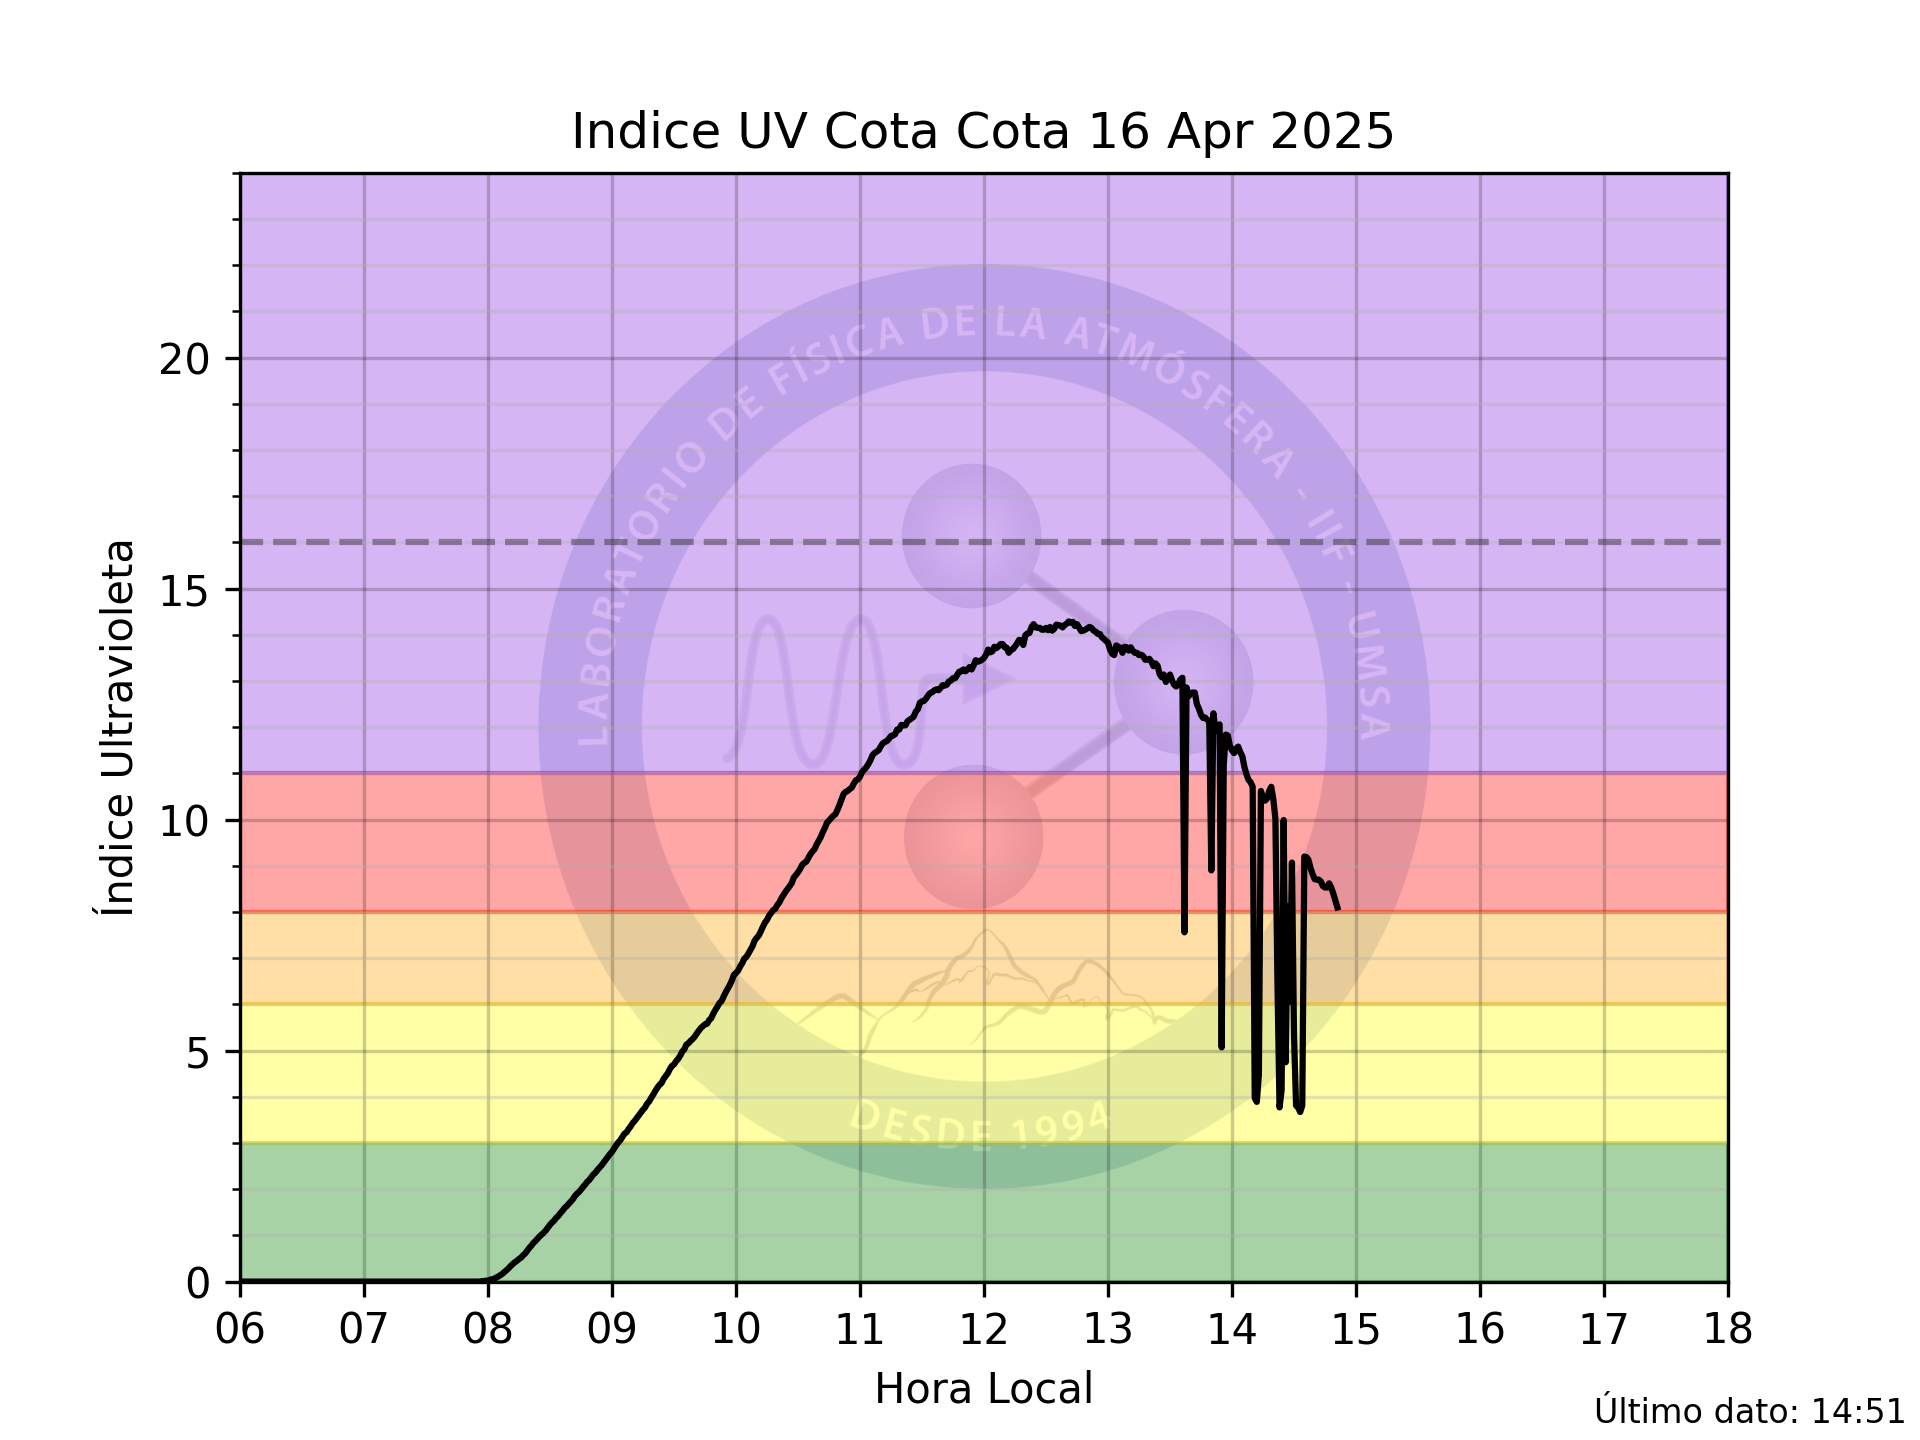 Indice UV Cota Cota 16 Apr 2025
LABORATORIO DE FÍSICA DE LA ATMÓSFERA - IIF - UMSA
DESDE 1994
Índice Ultravioleta
20
15
10
5
0
06 07 08 09 10 11 12 13 14 15 16 17 18
Hora Local
Último dato: 14:51